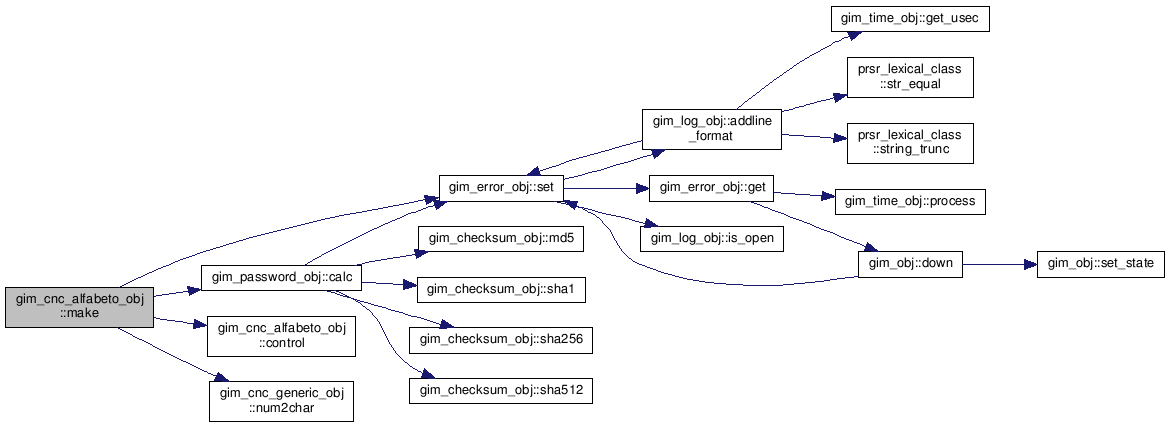 gim_time_obj::get_usec
prsr_lexical_class
::str_equal
gim_log_obj::addline
_format
prsr_lexical_class
::string_trunc
gim_error_obj::set
gim_error_obj::get
gim_time_obj::process
gim_checksum_obj::md5
gim_log_obj::is_open
gim_obj::down
gim_obj::set_state
gim_password_obj::calc
gim_checksum_obj::sha1
gim_cnc_alfabeto_obj
::make
gim_cnc_alfabeto_obj
::control
gim_checksum_obj::sha256
gim_checksum_obj::sha512
gim_cnc_generic_obj
::num2char